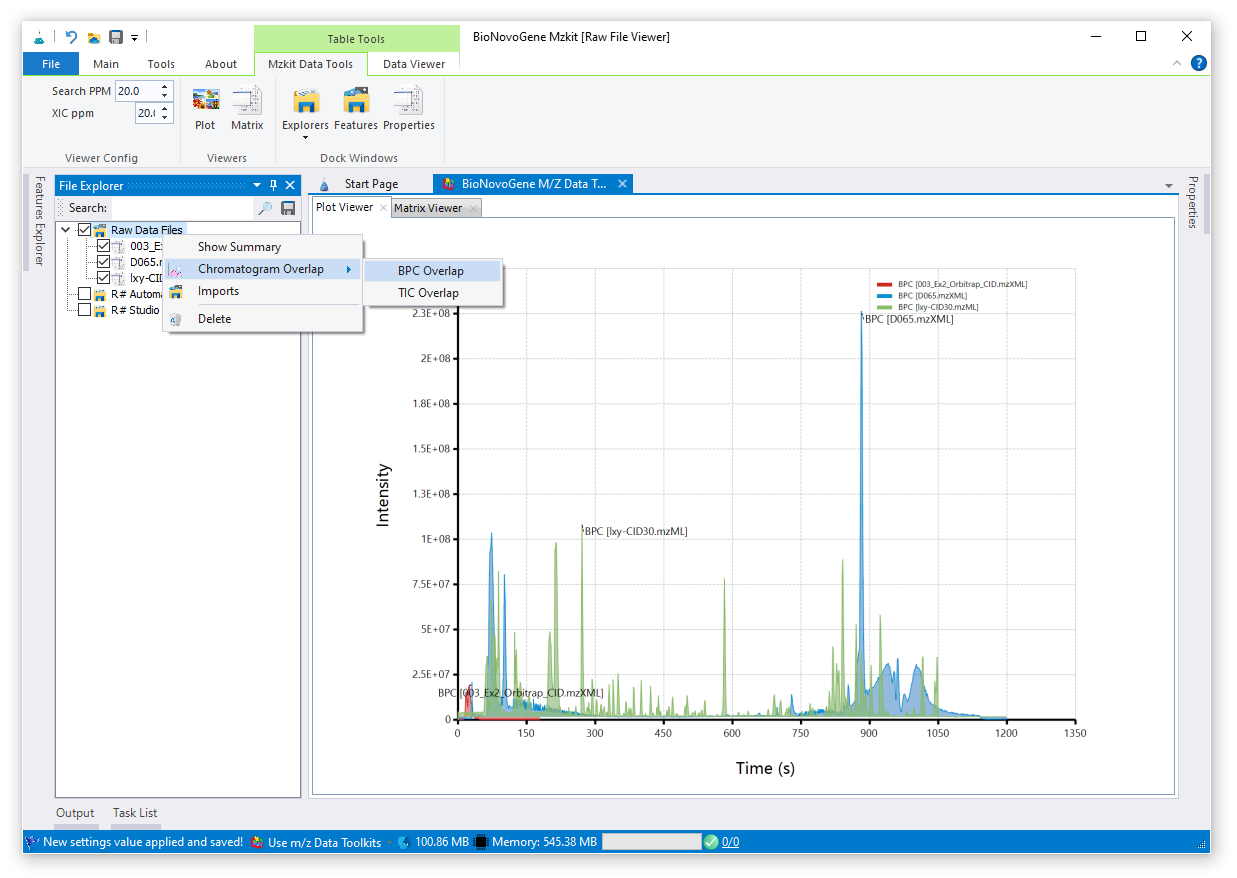 Table Tools
BioNovoGene Mzkit [Raw File Viewer]
File Main Tools About Mzkit Data Tools Data Viewer
Search PPM 20.0
XIC ppm 20.
Plot Matrix Explorers Features Properties
Viewer Config Viewers Dock Windows
Features Explorer
File Explorer
Search:
Raw Data Files
003_E
D065.
lxy-CID
R# Automa
R# Studio
Show Summary
Chromatogram Overlap
Imports
Delete
BPC Overlap
TIC Overlap
Start Page BioNovoGene M/Z Data T...
Plot Viewer Matrix Viewer
Properties
BPC [003_Ex2_Orbitrap_CID.mzXML]
BPC [D065.mzXML]
BPC [lxy-CID30.mzML]
BPC [D065.mzXML]
2.3E+08
2E+08
1.8E+08
1.5E+08
1.3E+08
1E+08
7.5E+07
5E+07
2.5E+07
0
Intensity
BPC [lxy-CID30.mzML]
BPC [003_Ex2_Orbitrap_CID.mzXML]
0 150 300 450 600 750 900 1050 1200 1350
Time (s)
Output Task List
New settings value applied and saved! Use m/z Data Toolkits 100.86 MB Memory: 545.38 MB 0/0